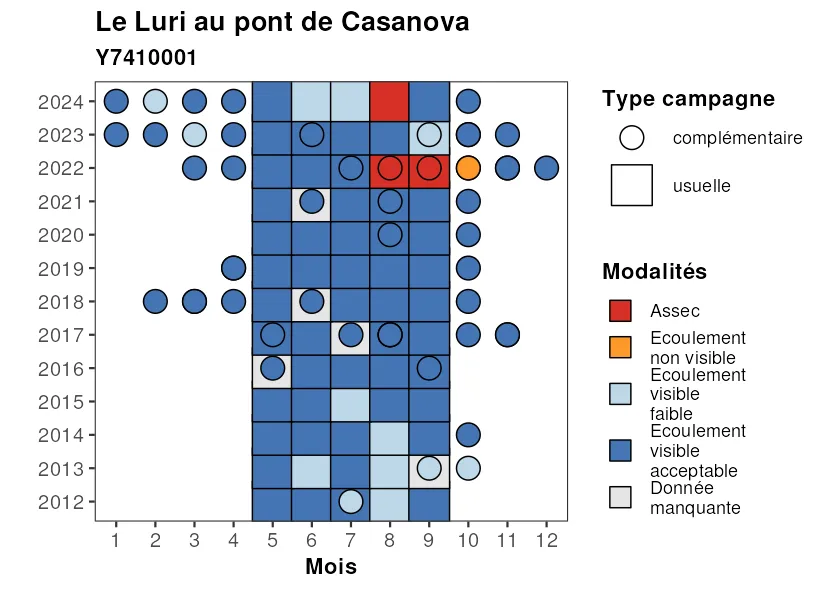 Le Luri au pont de Casanova
Y7410001
2024
2023
2022
2021
2020
2019
2018
2017
2016
2015
2014
2013
2012
1 2 3 4 5 6 7 8 9 10 11 12
Mois
Type campagne
complémentaire
usuelle
Modalités
Assec
Ecoulement
non visible
Ecoulement
visible
faible
Ecoulement
visible
acceptable
Donnée
manquante